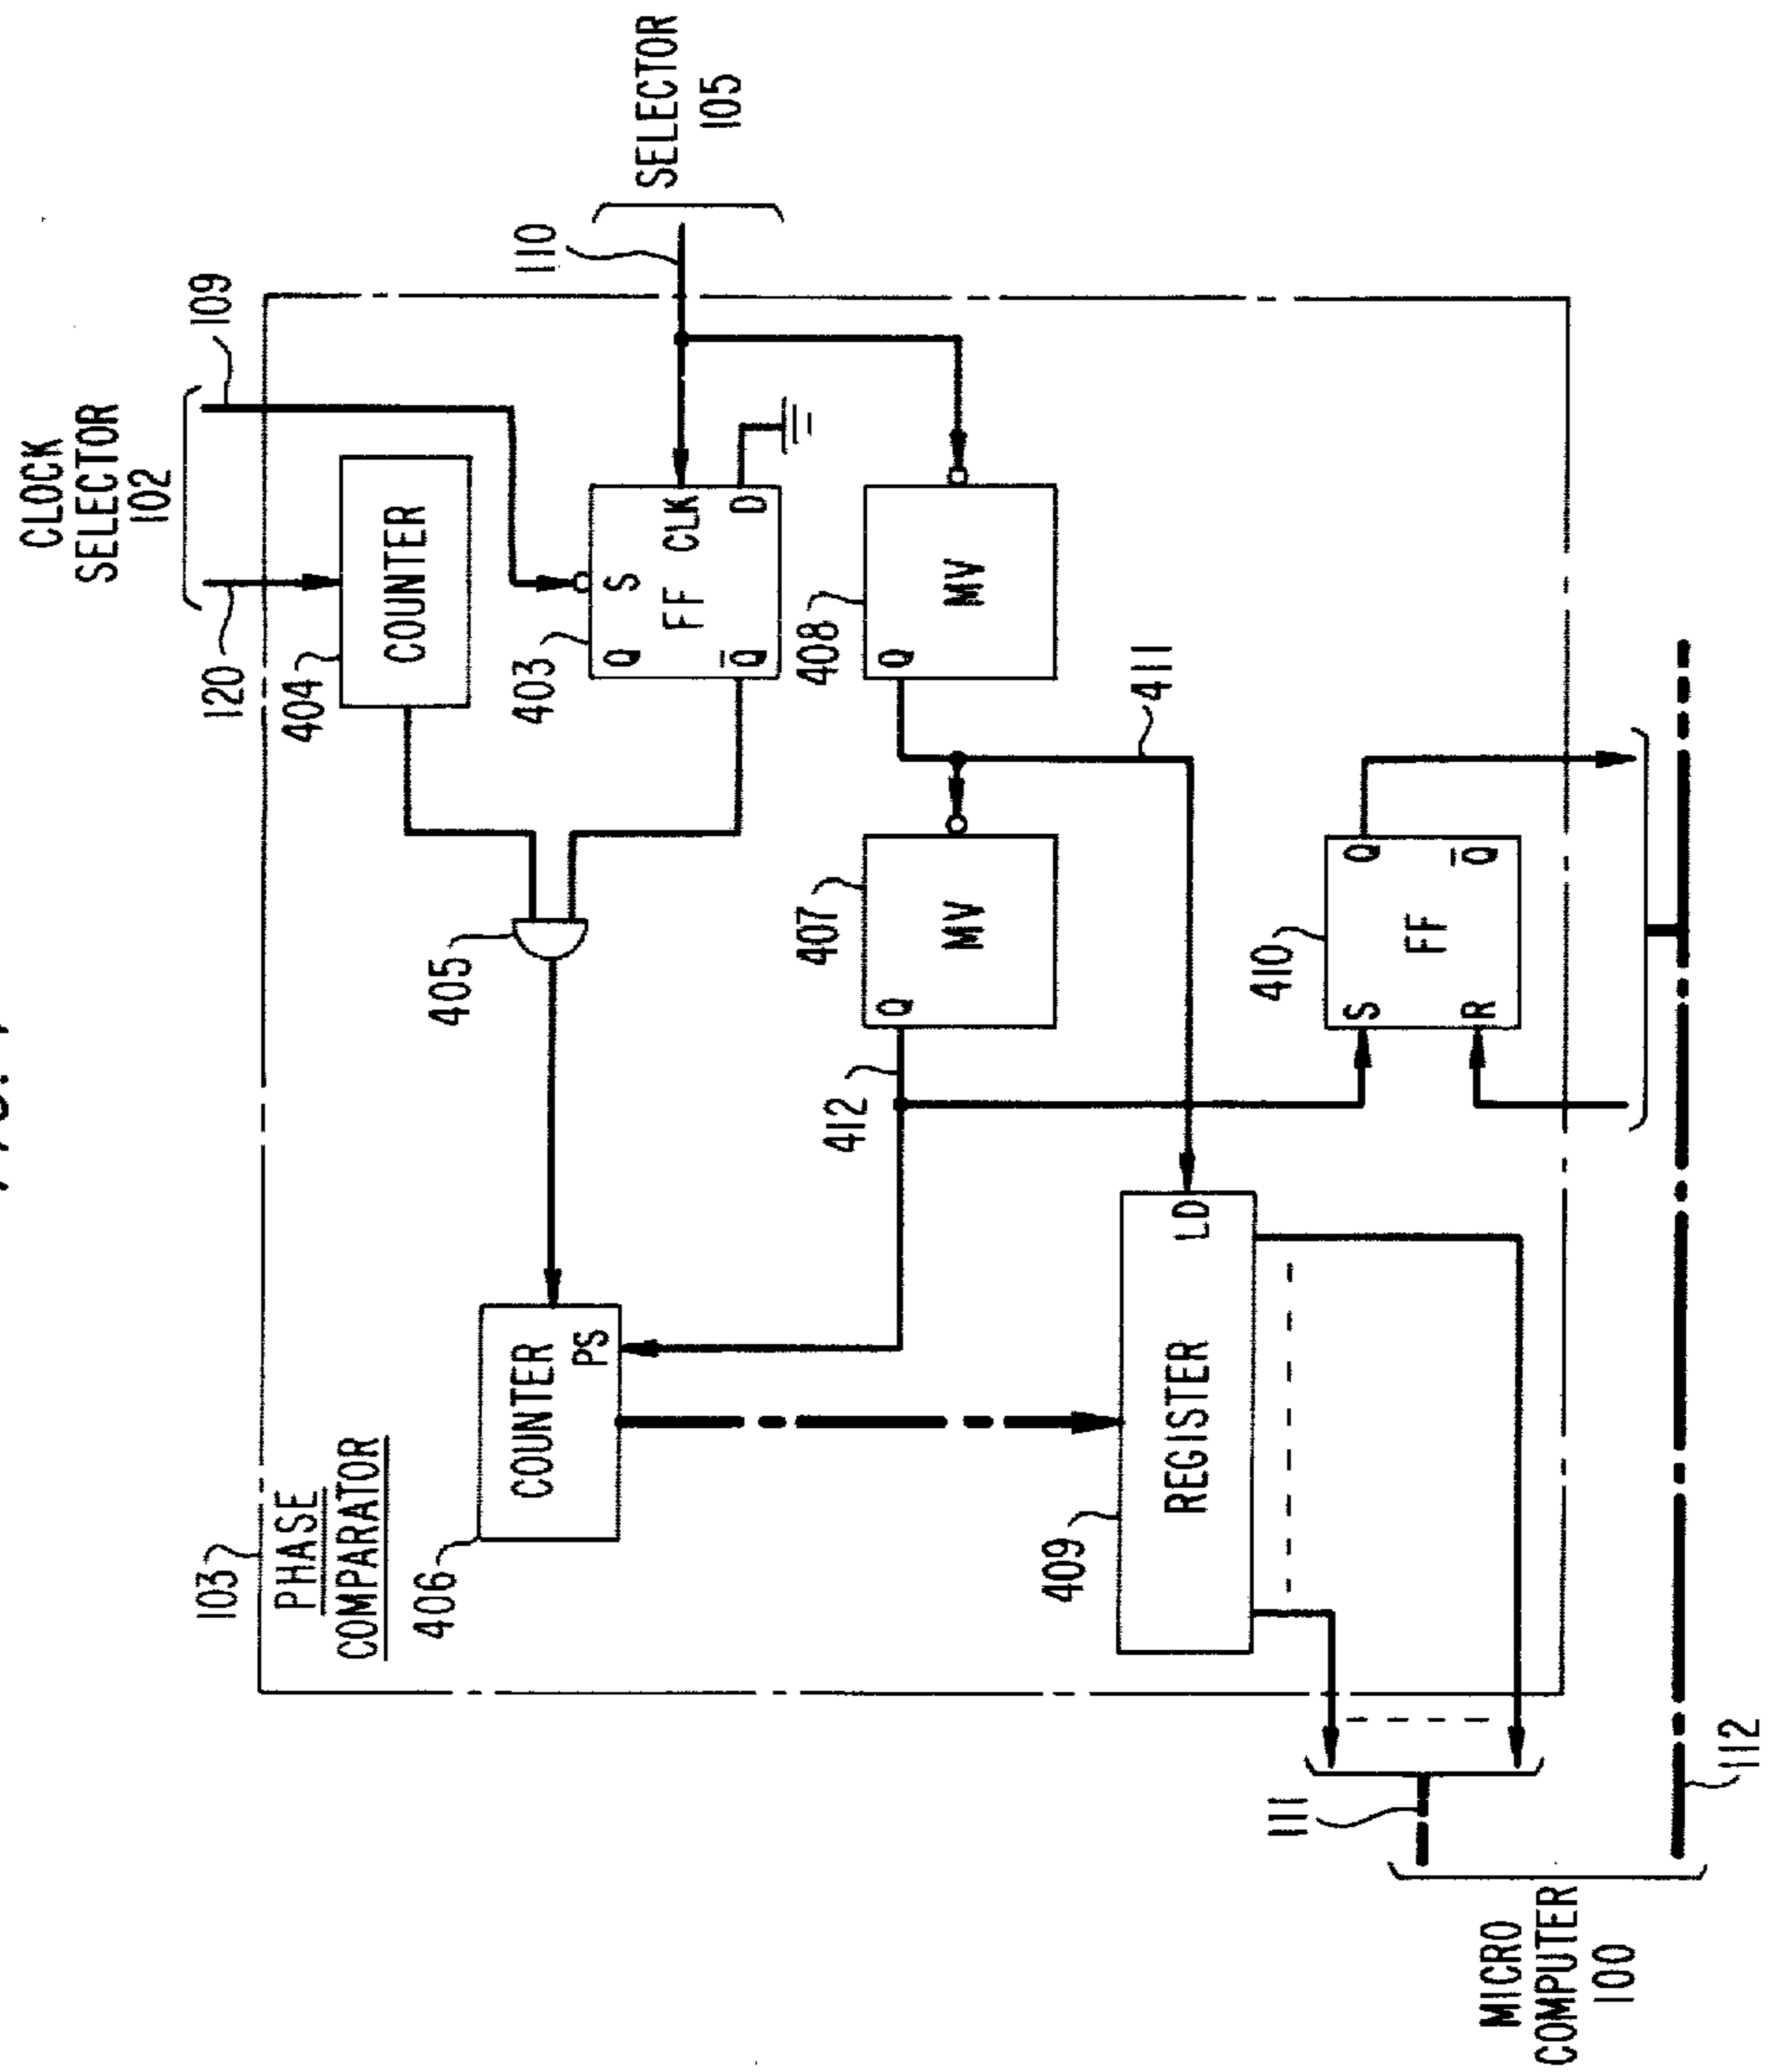 CLOCK
SELECTOR
102
103
120
109
PHASE
COMPARATOR
404
COUNTER
406
405
403
110
COUNTER
PS
Q S
FF CLK
Q̅ D
SELECTOR
105
412
407
408
Q
MV
Q
MV
409
411
REGISTER
LD
111
410
S Q
FF
R Q̅
MICRO
COMPUTER
100
112